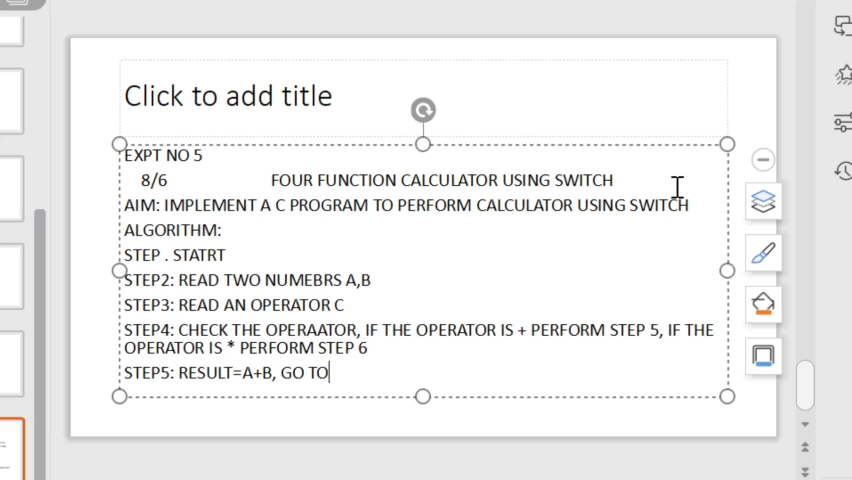 Click to add title
EXPT NO 5
8/6 FOUR FUNCTION CALCULATOR USING SWITCH
AIM: IMPLEMENT A C PROGRAM TO PERFORM CALCULATOR USING SWITCH
ALGORITHM:
STEP . STATRT
STEP2: READ TWO NUMEBRS A,B
STEP3: READ AN OPERATOR C
STEP4: CHECK THE OPERAATOR, IF THE OPERATOR IS + PERFORM STEP 5, IF THE
OPERATOR IS * PERFORM STEP 6
STEP5: RESULT=A+B, GO TO